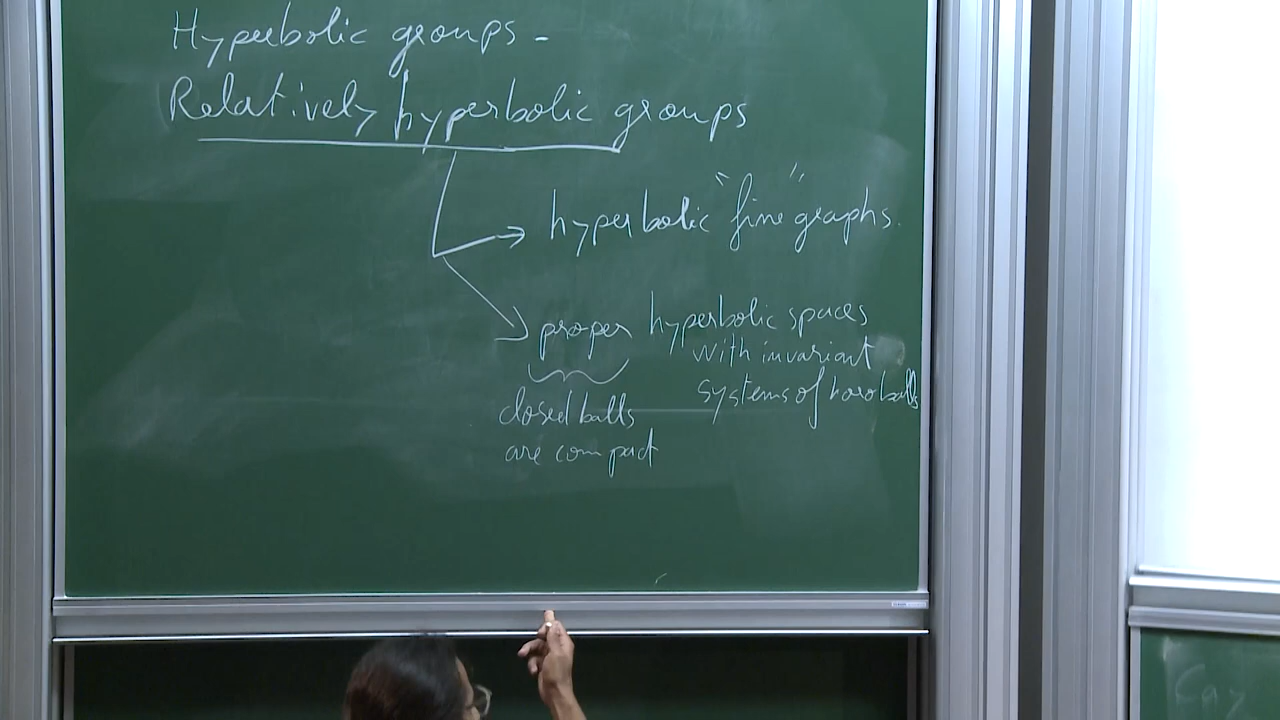 Hyperbolic groups -
Relatively hyperbolic groups
hyperbolic "fine" graphs.
proper hyperbolic spaces
with invariant
systems of horoballs
closed balls
are compact
Cay